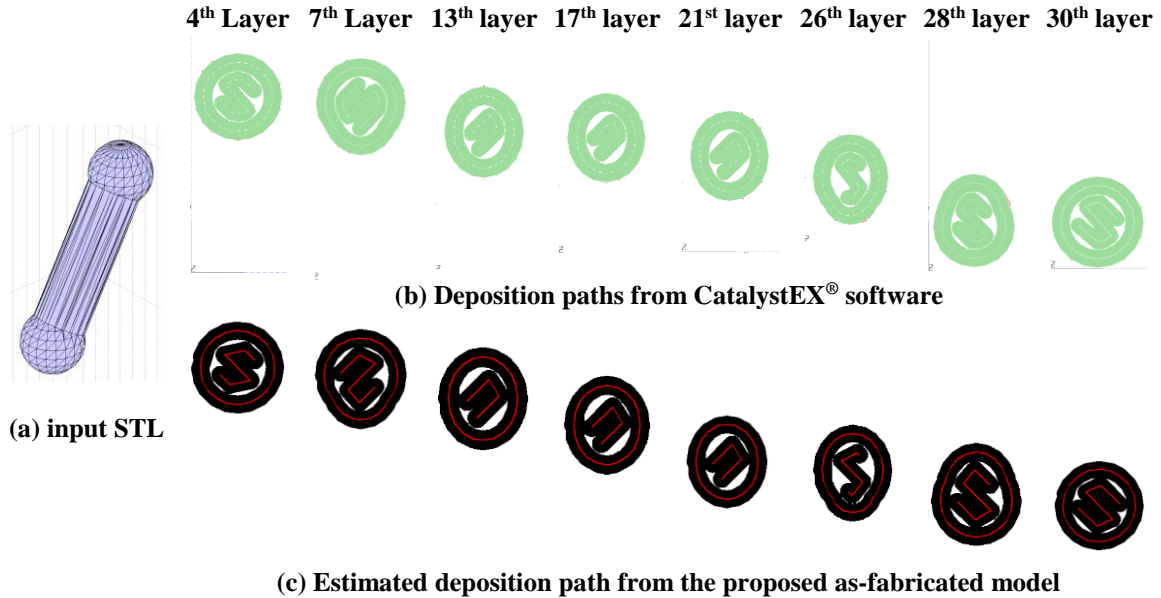 4th Layer 7th Layer 13th layer 17th layer 21st layer 26th layer 28th layer 30th layer
z z z z z z z z
(b) Deposition paths from CatalystEX® software
(a) input STL
(c) Estimated deposition path from the proposed as-fabricated model